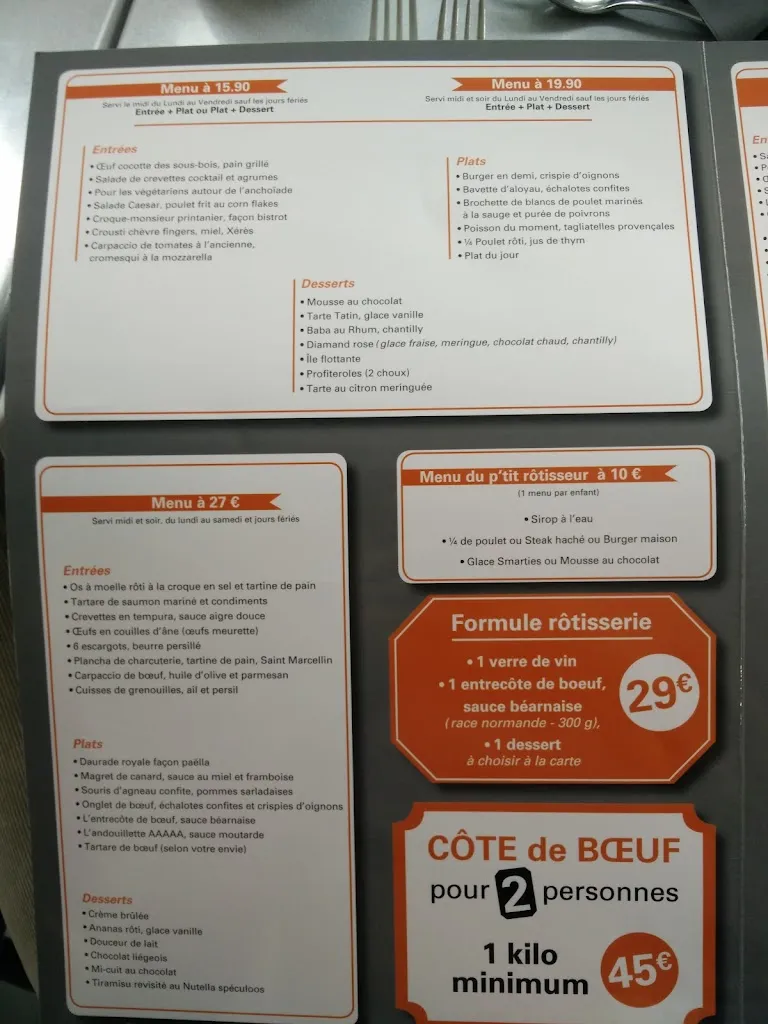 Menu à 15.90
Servi le midi du Lundi au Vendredi sauf les jours fériés
Entrée + Plat ou Plat + Dessert
Menu à 19.90
Servi midi et soir du Lundi au Vendredi sauf les jours fériés
Entrée + Plat + Dessert
Entrées
• Œuf cocotte des sous-bois, pain grillé
• Salade de crevettes cocktail et agrumes
• Pour les végétariens autour de l'anchoïade
• Salade Caesar, poulet frit au corn flakes
• Croque-monsieur printanier, façon bistrot
• Crousti chèvre fingers, miel, Xérès
• Carpaccio de tomates à l'ancienne,
cromesqui à la mozzarella
Plats
• Burger en demi, crispie d'oignons
• Bavette d'aloyau, échalotes confites
• Brochette de blancs de poulet marinés
à la sauge et purée de poivrons
• Poisson du moment, tagliatelles provençales
• ¼ Poulet rôti, jus de thym
• Plat du jour
Desserts
• Mousse au chocolat
• Tarte Tatin, glace vanille
• Baba au Rhum, chantilly
• Diamand rose (glace fraise, meringue, chocolat chaud, chantilly)
• Île flottante
• Profiteroles (2 choux)
• Tarte au citron meringuée
Menu à 27 €
Servi midi et soir, du lundi au samedi et jours fériés
Entrées
• Os à moelle rôti à la croque en sel et tartine de pain
• Tartare de saumon mariné et condiments
• Crevettes en tempura, sauce aigre douce
• Œufs en couilles d'âne (œufs meurette)
• 6 escargots, beurre persillé
• Plancha de charcuterie, tartine de pain, Saint Marcellin
• Carpaccio de bœuf, huile d'olive et parmesan
• Cuisses de grenouilles, ail et persil
Plats
• Daurade royale façon paëlla
• Magret de canard, sauce au miel et framboise
• Souris d'agneau confite, pommes sarladaises
• Onglet de bœuf, échalotes confites et crispies d'oignons
• L'entrecôte de bœuf, sauce béarnaise
• L'andouillette AAAAA, sauce moutarde
• Tartare de bœuf (selon votre envie)
Desserts
• Crème brûlée
• Ananas rôti, glace vanille
• Douceur de lait
• Chocolat liégeois
• Mi-cuit au chocolat
• Tiramisu revisité au Nutella spéculoos
Menu du p'tit rôtisseur à 10 €
(1 menu par enfant)
• Sirop à l'eau
• ¼ de poulet ou Steak haché ou Burger maison
• Glace Smarties ou Mousse au chocolat
Formule rôtisserie
• 1 verre de vin
• 1 entrecôte de boeuf,
sauce béarnaise
(race normande - 300 g),
• 1 dessert
à choisir à la carte
29€
CÔTE de BŒUF
pour 2 personnes
1 kilo
minimum
45€